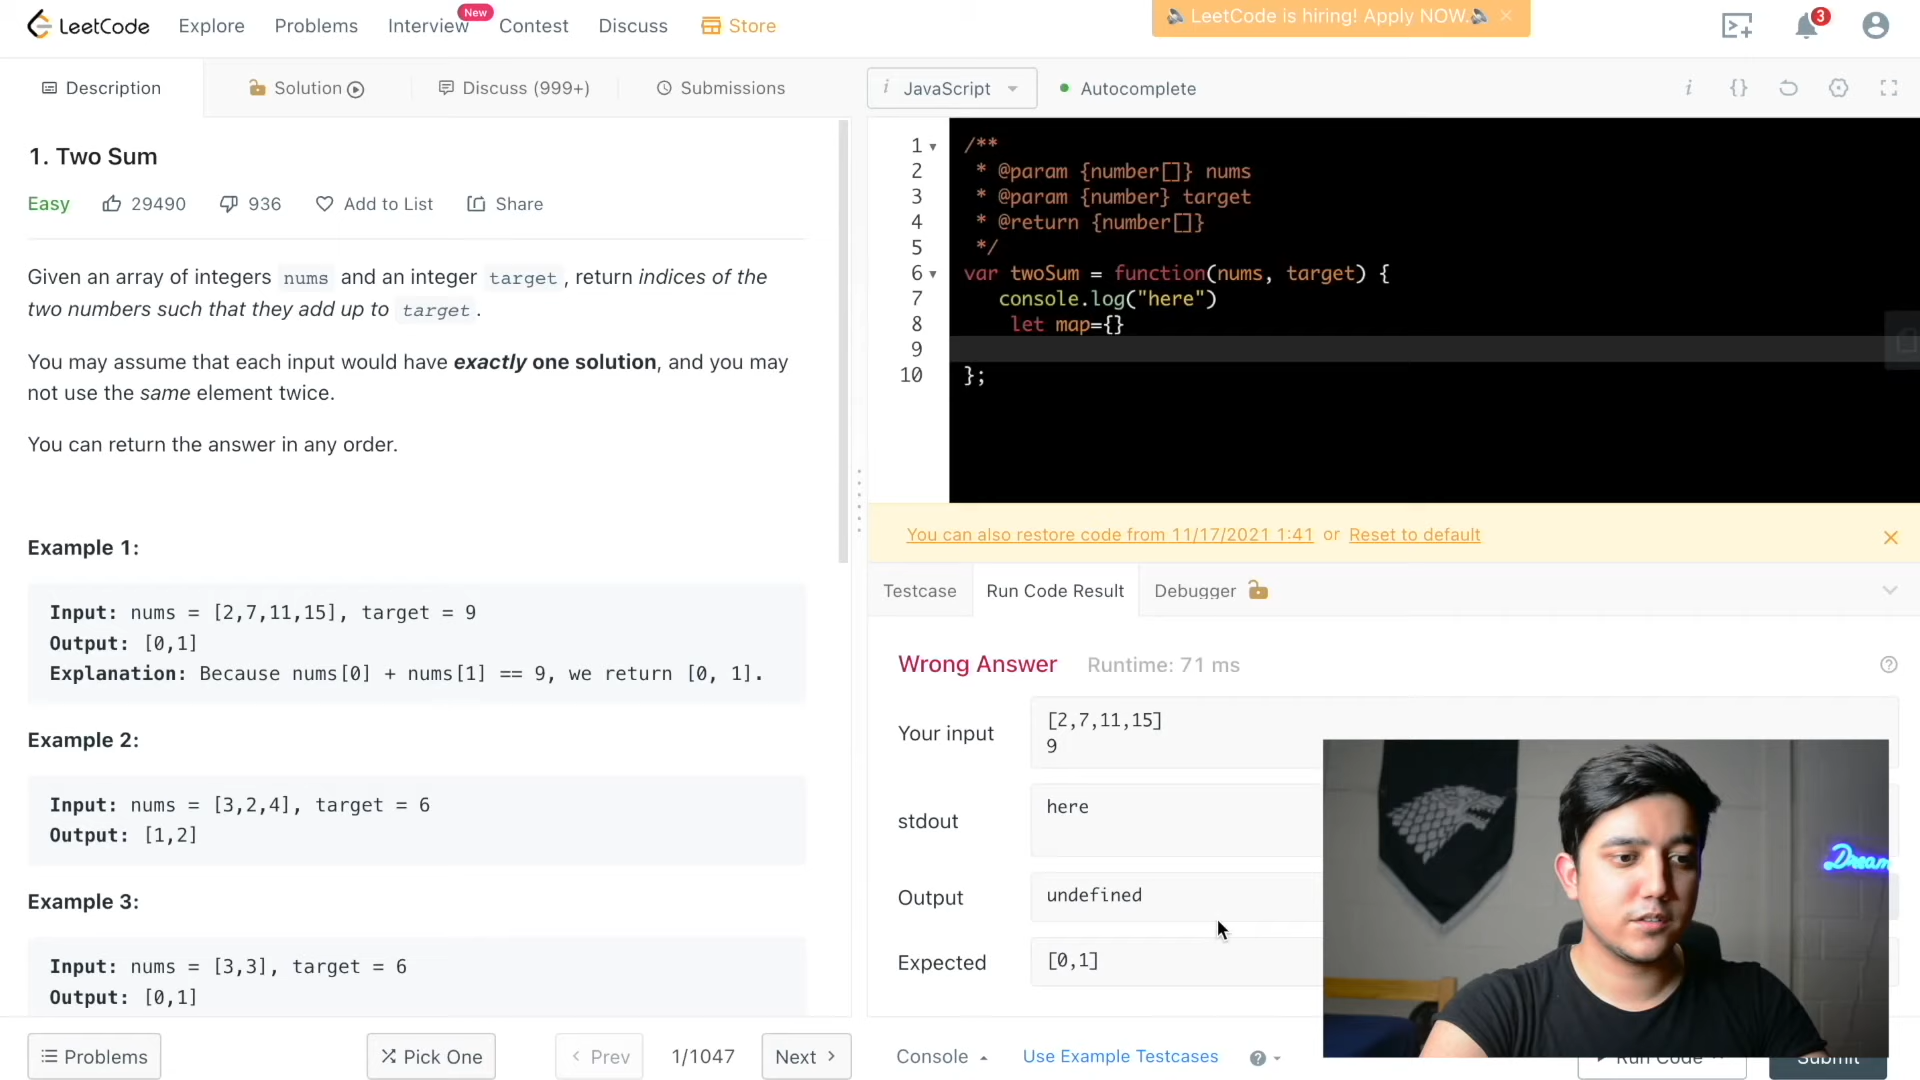 LeetCode Explore Problems Interview New Contest Discuss Store
🔈 LeetCode is hiring! Apply NOW.🔈 ×
3
Description
Solution
Discuss (999+)
Submissions
1. Two Sum
Easy 29490 936 Add to List Share
Given an array of integers nums and an integer target, return indices of the
two numbers such that they add up to target.
You may assume that each input would have exactly one solution, and you may
not use the same element twice.
You can return the answer in any order.
Example 1:
Input: nums = [2,7,11,15], target = 9
Output: [0,1]
Explanation: Because nums[0] + nums[1] == 9, we return [0, 1].
Example 2:
Input: nums = [3,2,4], target = 6
Output: [1,2]
Example 3:
Input: nums = [3,3], target = 6
Output: [0,1]
Problems
Pick One
< Prev
1/1047
Next >
i JavaScript
Autocomplete
i {}
1 /**
2 * @param {number[]} nums
3 * @param {number} target
4 * @return {number[]}
5 */
6 var twoSum = function(nums, target) {
7 console.log("here")
8 let map={}
9
10 };
You can also restore code from 11/17/2021 1:41 or Reset to default ×
Testcase
Run Code Result
Debugger
Wrong Answer Runtime: 71 ms ?
Your input
[2,7,11,15]
9
stdout
here
Output
undefined
Expected
[0,1]
Dream
Console
Use Example Testcases ?
Run Code
Submit